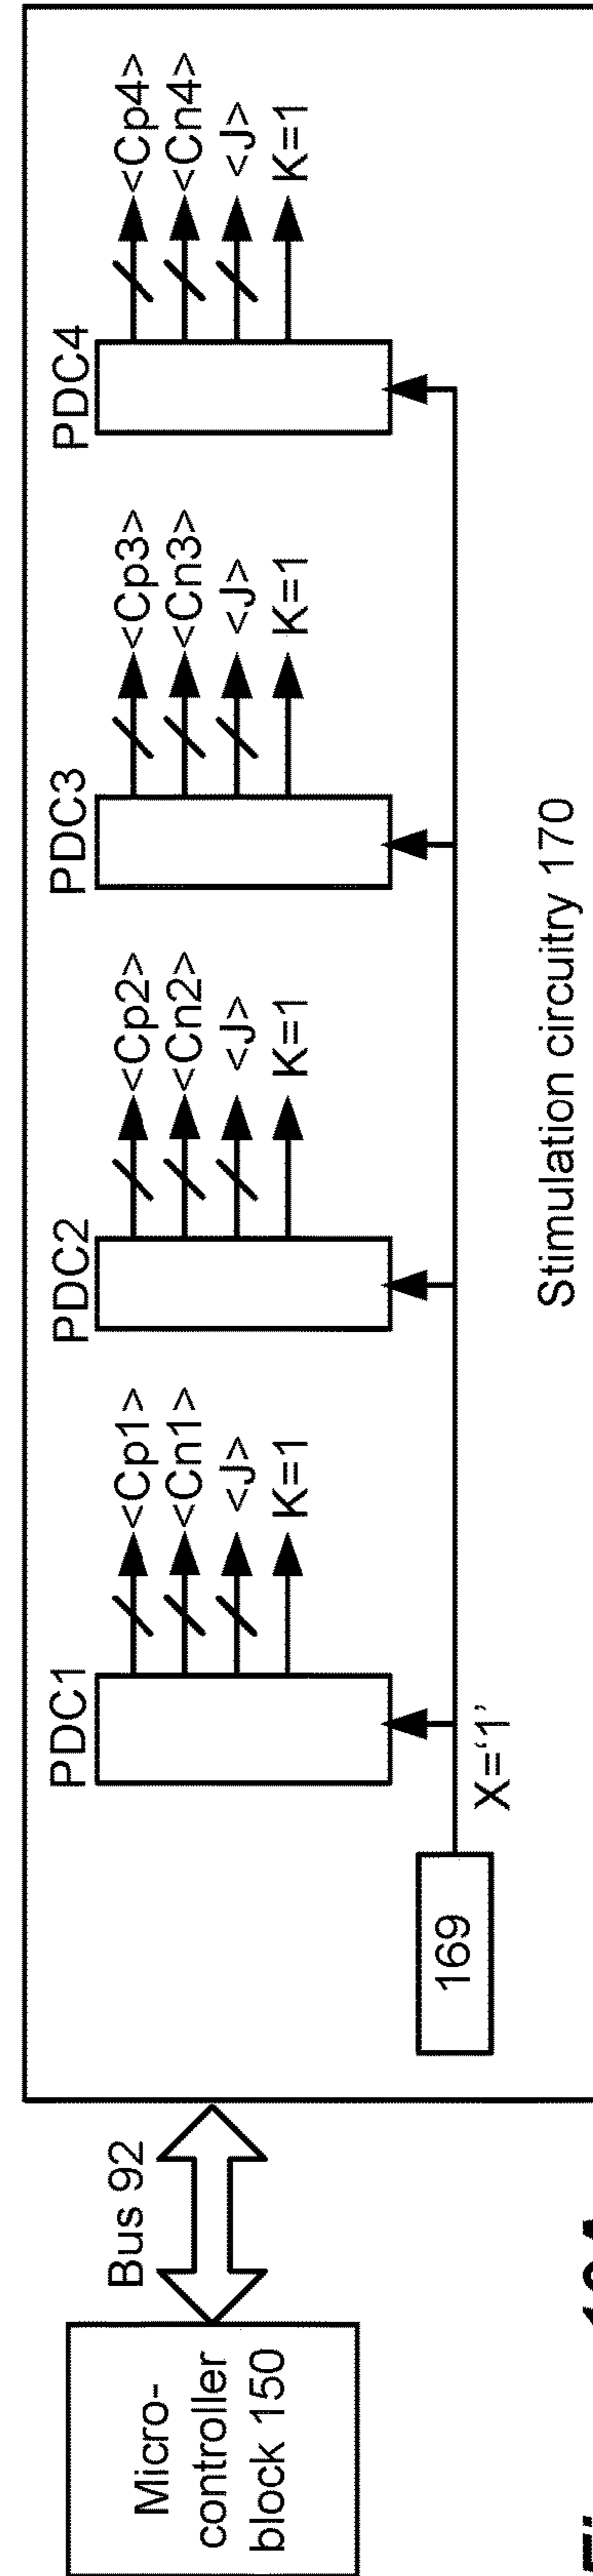 Micro-
controller
block 150
Bus 92
PDC1
<Cp1>
<Cn1>
<J>
K=1
PDC2
<Cp2>
<Cn2>
<J>
K=1
PDC3
<Cp3>
<Cn3>
<J>
K=1
PDC4
<Cp4>
<Cn4>
<J>
K=1
169
X=‘1’
Stimulation circuitry 170